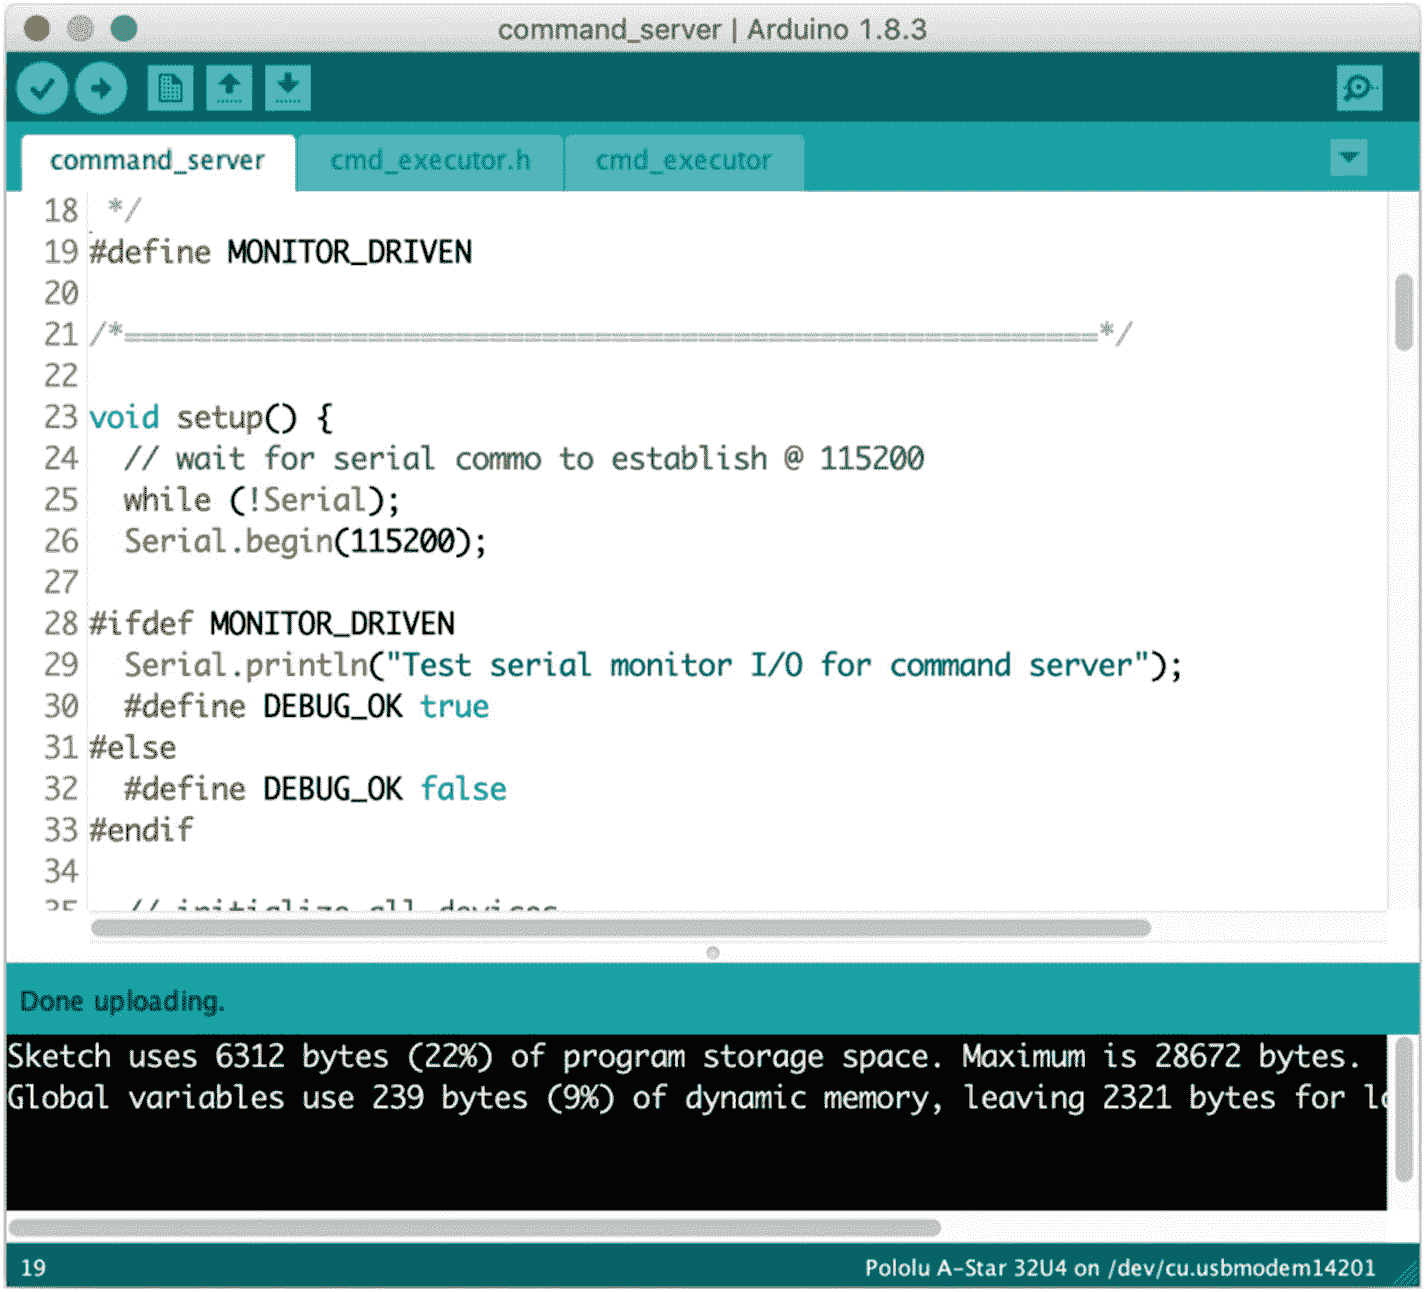 command_server | Arduino 1.8.3
command_server cmd_executor.h cmd_executor
18 */
19 #define MONITOR_DRIVEN
20
21 /*========================================================*/
22
23 void setup() {
24 // wait for serial commo to establish @ 115200
25 while (!Serial);
26 Serial.begin(115200);
27
28 #ifdef MONITOR_DRIVEN
29 Serial.println("Test serial monitor I/O for command server");
30 #define DEBUG_OK true
31 #else
32 #define DEBUG_OK false
33 #endif
34
35 // initialize all devices
Done uploading.
Sketch uses 6312 bytes (22%) of program storage space. Maximum is 28672 bytes.
Global variables use 239 bytes (9%) of dynamic memory, leaving 2321 bytes for
19 Pololu A-Star 32U4 on /dev/cu.usbmodem14201